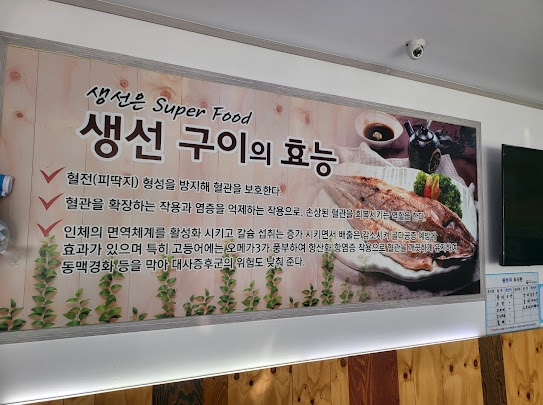 생선은 Super Food
생선 구이의 효능
혈전(피딱지) 형성을 방지해 혈관을 보호한다
혈관을 확장하는 작용과 염증을 억제하는 작용으로, 손상된 혈관을 회복시키는 역할을 한다
인체의 면역체계를 활성화 시키고 칼슘 섭취는 증가 시키면서 배출은 감소시켜 골다공증 예방에
효과가 있으며 특히 고등어에는 오메가3가 풍부하여 항산화 항염증 작용으로 혈관을 깨끗하게 유지하여
동맥경화 등을 막아 대사증후군의 위험도 낮춰 준다.